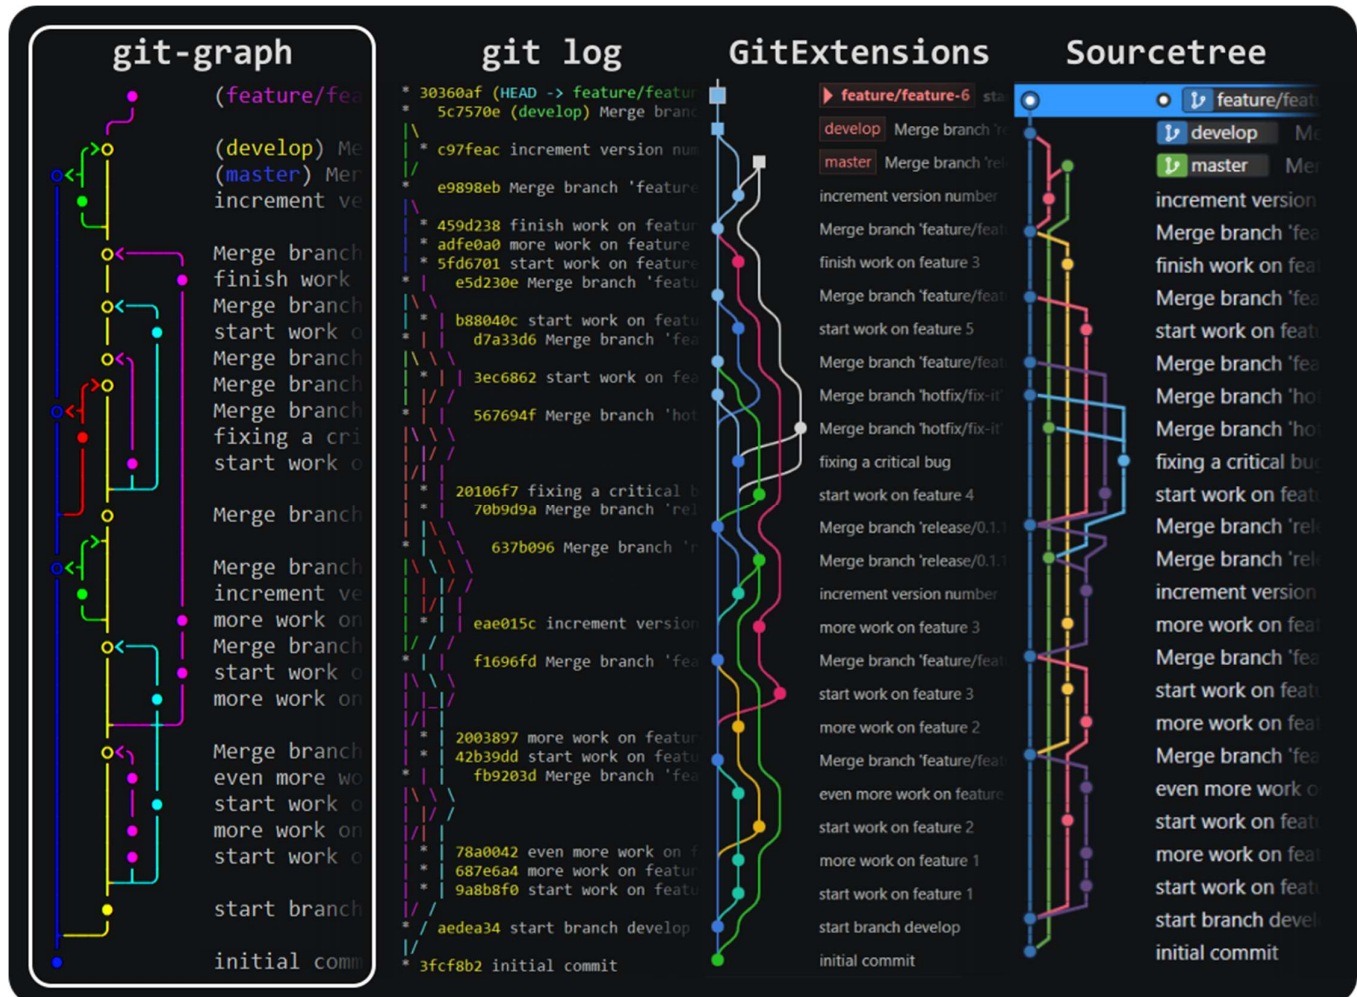 git-graph
(feature/fea
(develop) Me
(master) Mer
increment ve
Merge branch
finish work
Merge branch
start work o
Merge branch
Merge branch
Merge branch
fixing a cri
start work o
Merge branch
Merge branch
increment ve
more work on
Merge branch
start work o
more work on
Merge branch
even more wo
start work o
more work on
start work o
start branch
initial comm
git log
* 30360af (HEAD -> feature/featur
* 5c7570e (develop) Merge branc
* c97feac increment version num
* e9898eb Merge branch 'feature
* 459d238 finish work on featur
* adfe0a0 more work on feature
* 5fd6701 start work on feature
* e5d230e Merge branch 'featu
* b88040c start work on featu
* d7a33d6 Merge branch 'fea
* 3ec6862 start work on fea
* 567694f Merge branch 'hot
* 20106f7 fixing a critical b
* 70b9d9a Merge branch 'rel
* 637b096 Merge branch 'r
* eae015c increment version
* f1696fd Merge branch 'fea
* 2003897 more work on featur
* 42b39dd start work on featu
* fb9203d Merge branch 'fea
* 78a0042 even more work on f
* 687e6a4 more work on featur
* 9a8b8f0 start work on featu
* aedea34 start branch develop
* 3fcf8b2 initial commit
GitExtensions
feature/feature-6 sta
develop Merge branch 're
master Merge branch 'rel
increment version number
Merge branch 'feature/feat
finish work on feature 3
Merge branch 'feature/feat
start work on feature 5
Merge branch 'feature/feat
Merge branch 'hotfix/fix-it'
Merge branch 'hotfix/fix-it'
fixing a critical bug
start work on feature 4
Merge branch 'release/0.1.1
Merge branch 'release/0.1.1
increment version number
more work on feature 3
Merge branch 'feature/feat
start work on feature 3
more work on feature 2
Merge branch 'feature/feat
even more work on feature
start work on feature 2
more work on feature 1
start work on feature 1
start branch develop
initial commit
Sourcetree
feature/feat
develop Me
master Me
increment version
Merge branch 'fea
finish work on feat
Merge branch 'fea
start work on feat
Merge branch 'fea
Merge branch 'ho
Merge branch 'ho
fixing a critical bug
start work on feat
Merge branch 'rele
Merge branch 'rele
increment version
more work on feat
Merge branch 'fea
start work on feat
more work on feat
Merge branch 'fea
even more work o
start work on feat
more work on feat
start work on feat
start branch devel
initial commit